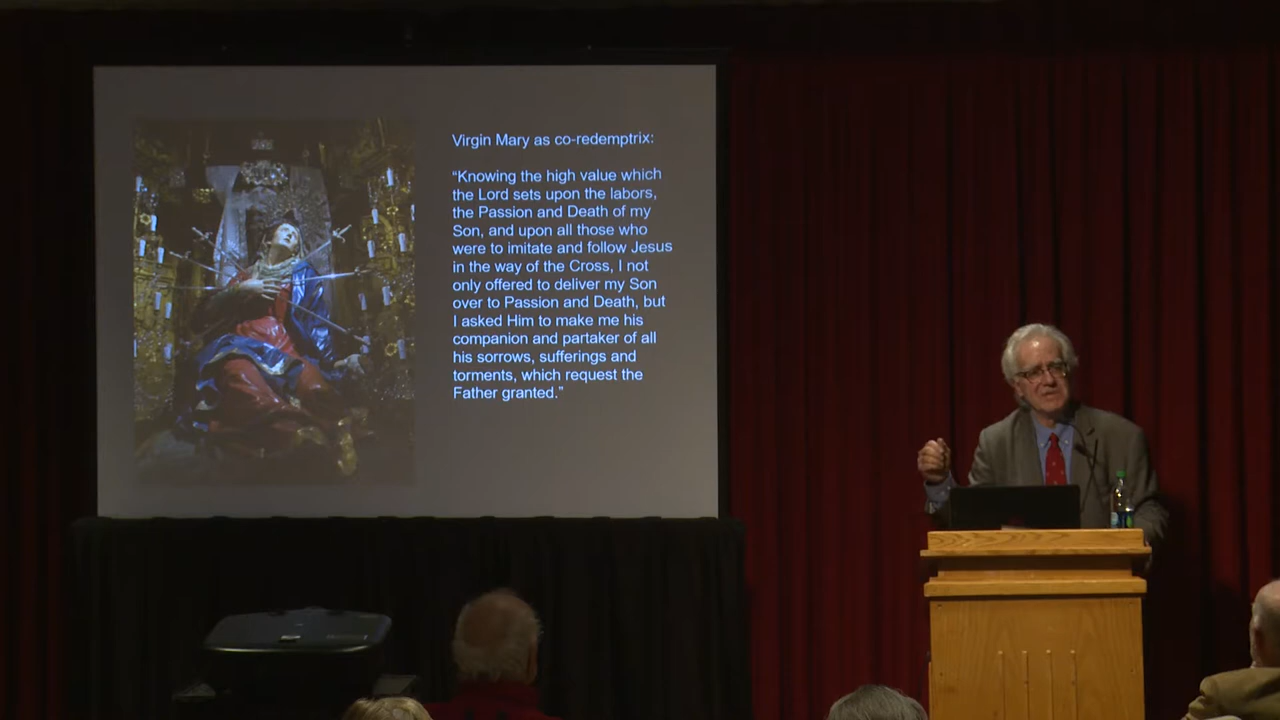 Virgin Mary as co-redemptrix:
“Knowing the high value which
the Lord sets upon the labors,
the Passion and Death of my
Son, and upon all those who
were to imitate and follow Jesus
in the way of the Cross, I not
only offered to deliver my Son
over to Passion and Death, but
I asked Him to make me his
companion and partaker of all
his sorrows, sufferings and
torments, which request the
Father granted.”